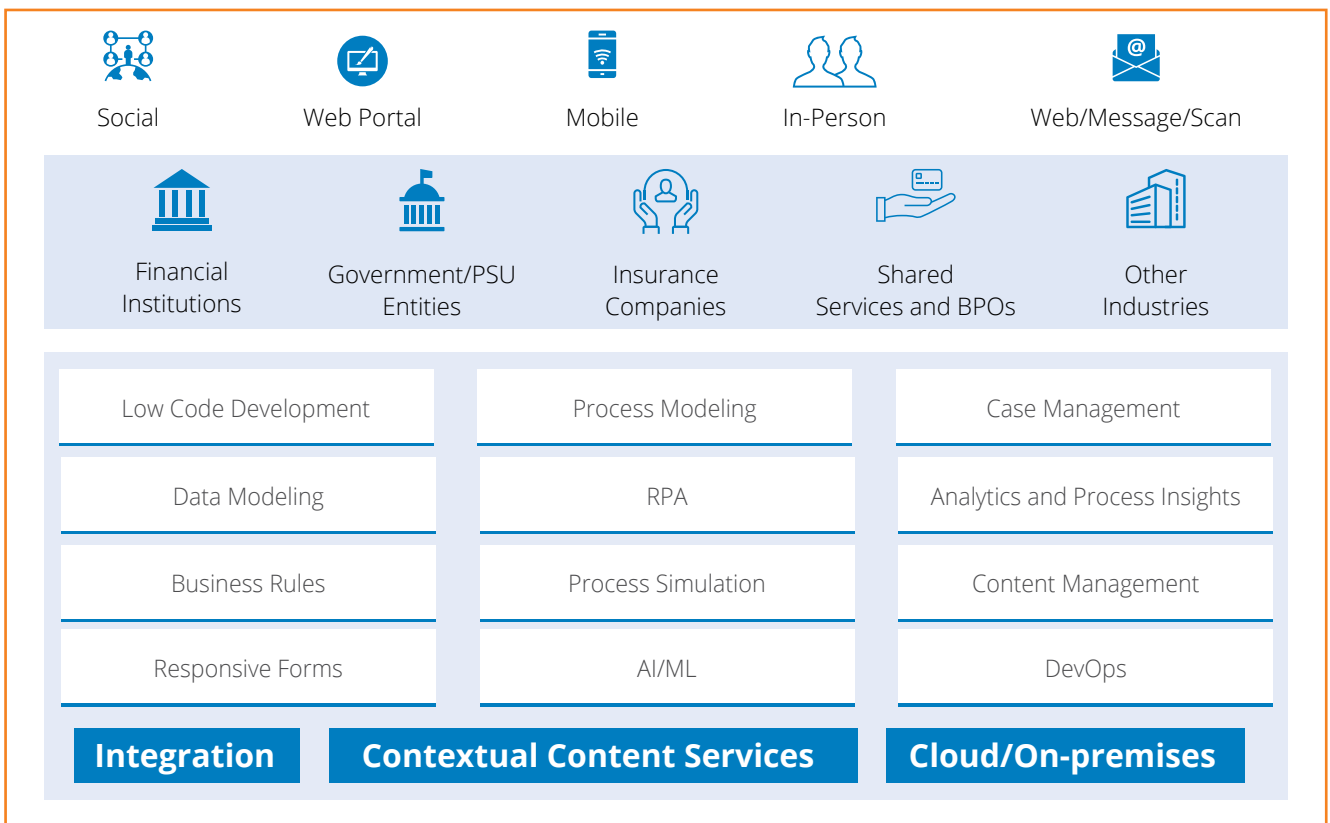 @
Social
Web Portal
Mobile
In-Person
Web/Message/Scan
Financial
Institutions
Government/PSU
Entities
Insurance
Companies
Shared
Services and BPOs
Other
Industries
Low Code Development
Process Modeling
Case Management
Data Modeling
RPA
Analytics and Process Insights
Business Rules
Process Simulation
Content Management
Responsive Forms
AI/ML
DevOps
Integration
Contextual Content Services
Cloud/On-premises